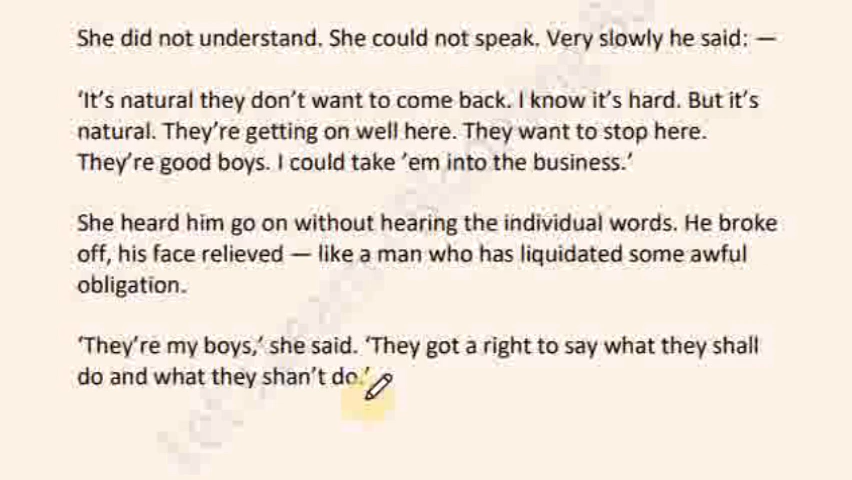 She did not understand. She could not speak. Very slowly he said: —
‘It’s natural they don’t want to come back. I know it’s hard. But it’s
natural. They’re getting on well here. They want to stop here.
They’re good boys. I could take ’em into the business.’
She heard him go on without hearing the individual words. He broke
off, his face relieved — like a man who has liquidated some awful
obligation.
‘They’re my boys,’ she said. ‘They got a right to say what they shall
do and what they shan’t do.’